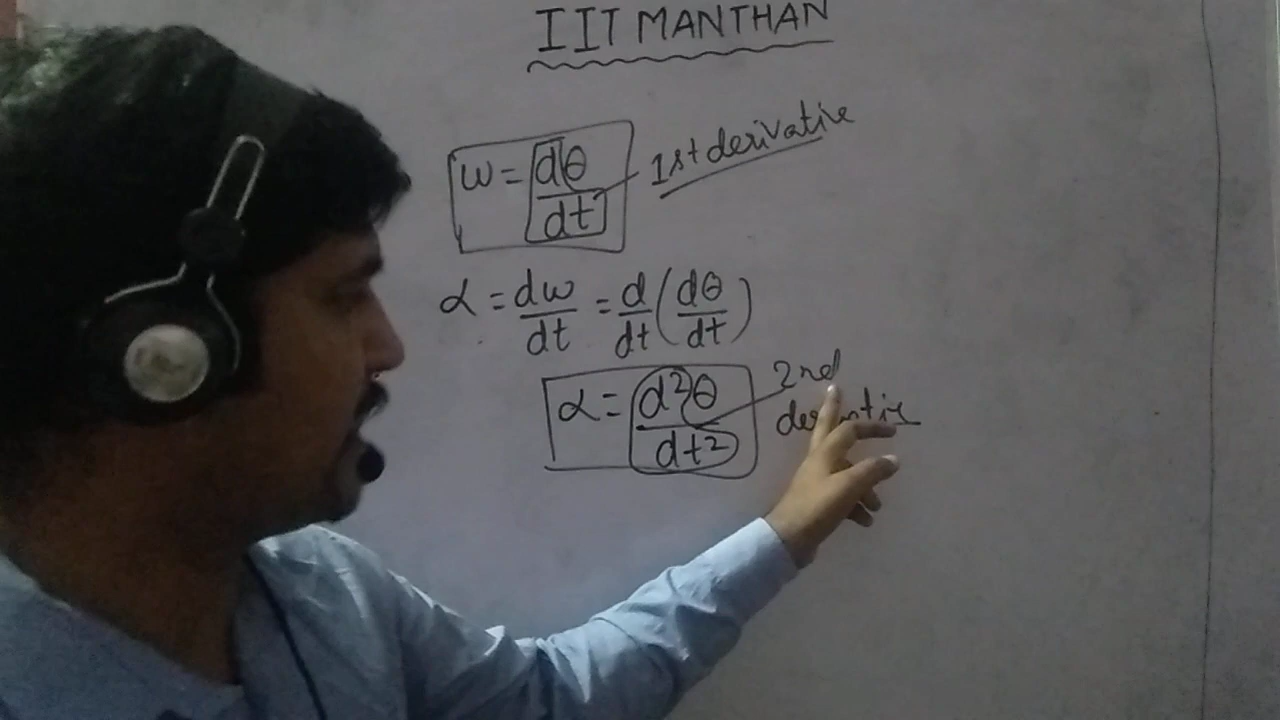 IIT MANTHAN
ω = dθ/dt 1st derivative
α = dω/dt = d/dt (dθ/dt)
α = d²θ/dt² 2nd